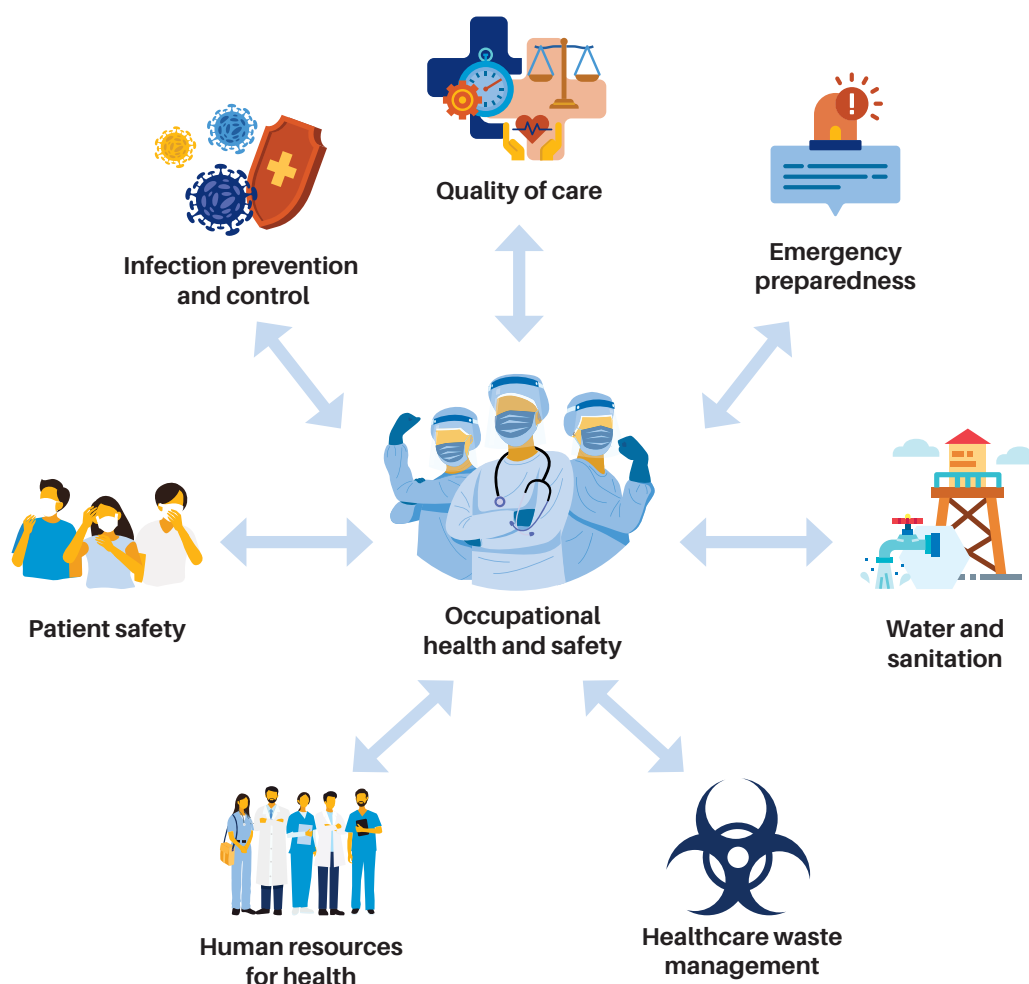 Quality of care
Infection prevention
and control
Emergency
preparedness
Patient safety
Occupational
health and safety
Water and
sanitation
Human resources
for health
Healthcare waste
management